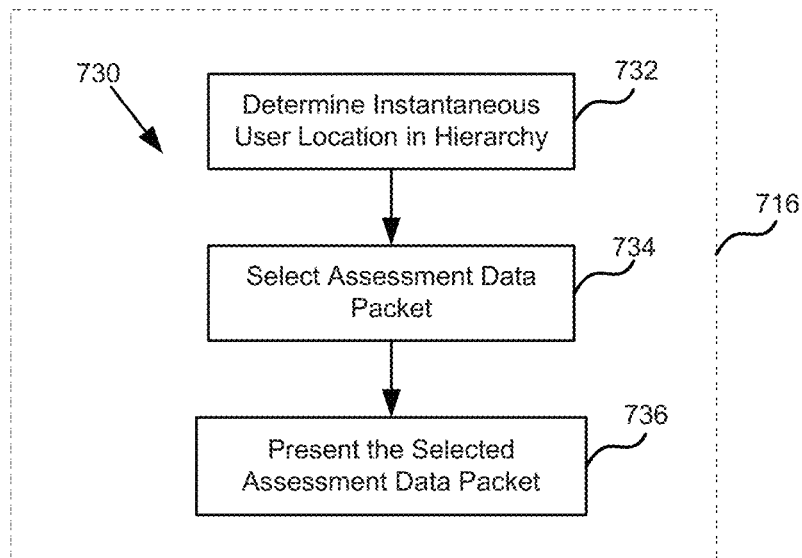 730
732
Determine Instantaneous
User Location in Hierarchy
716
734
Select Assessment Data
Packet
736
Present the Selected
Assessment Data Packet